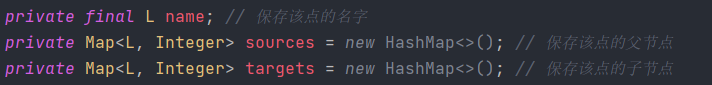 private final L name; // 保存该点的名字
private Map<L, Integer> sources = new HashMap<>(); // 保存该点的父节点
private Map<L, Integer> targets = new HashMap<>(); // 保存该点的子节点